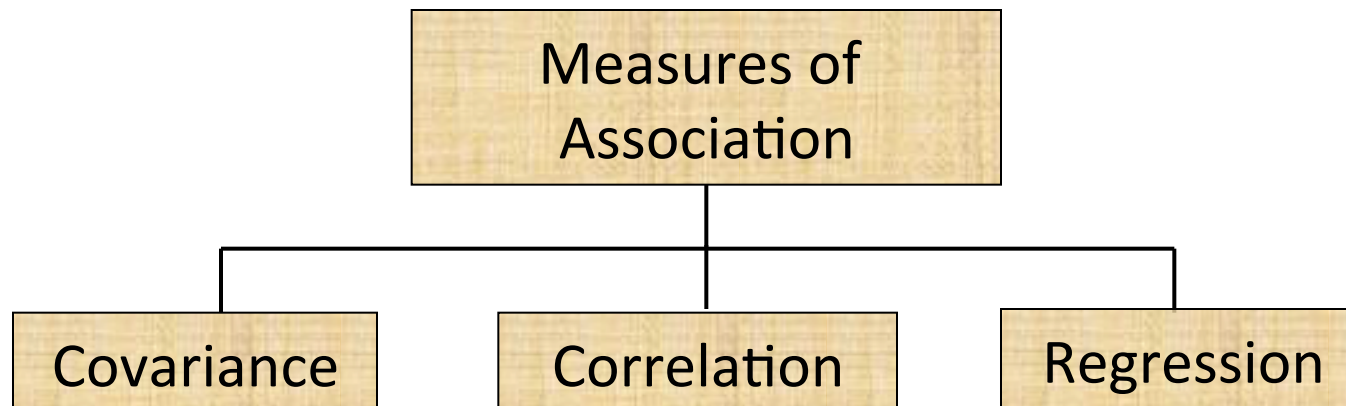 Measures of
Association
Covariance
Correlation
Regression